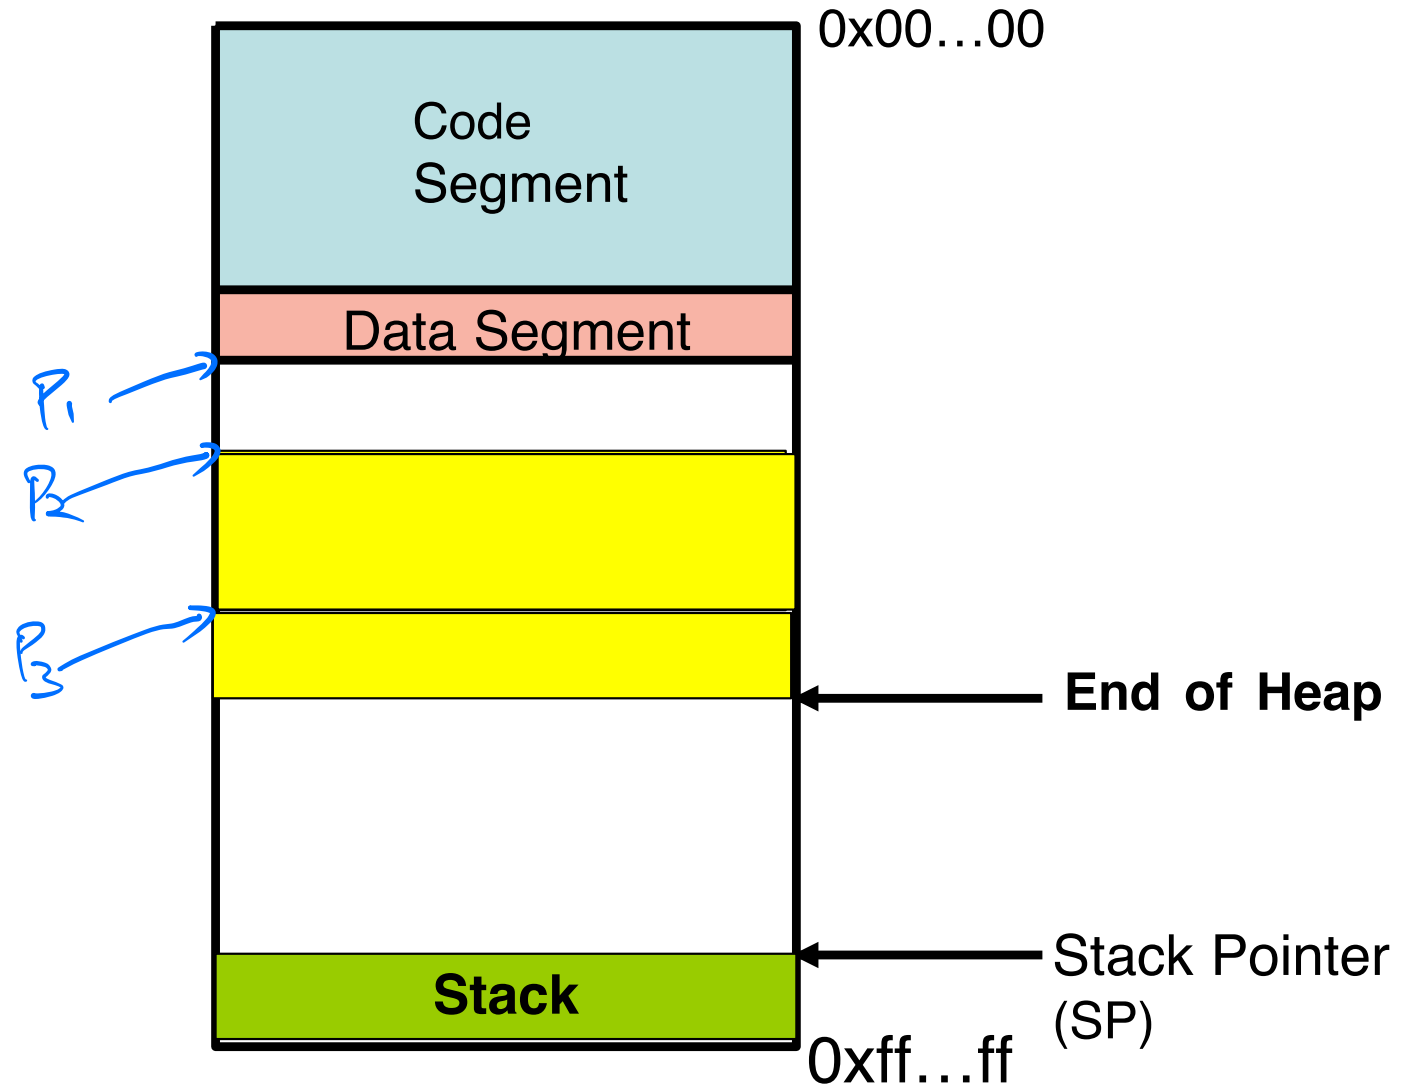 0x00…00
Code
Segment
Data Segment
P1
P2
P3
End of Heap
Stack Pointer
(SP)
Stack
0xff…ff